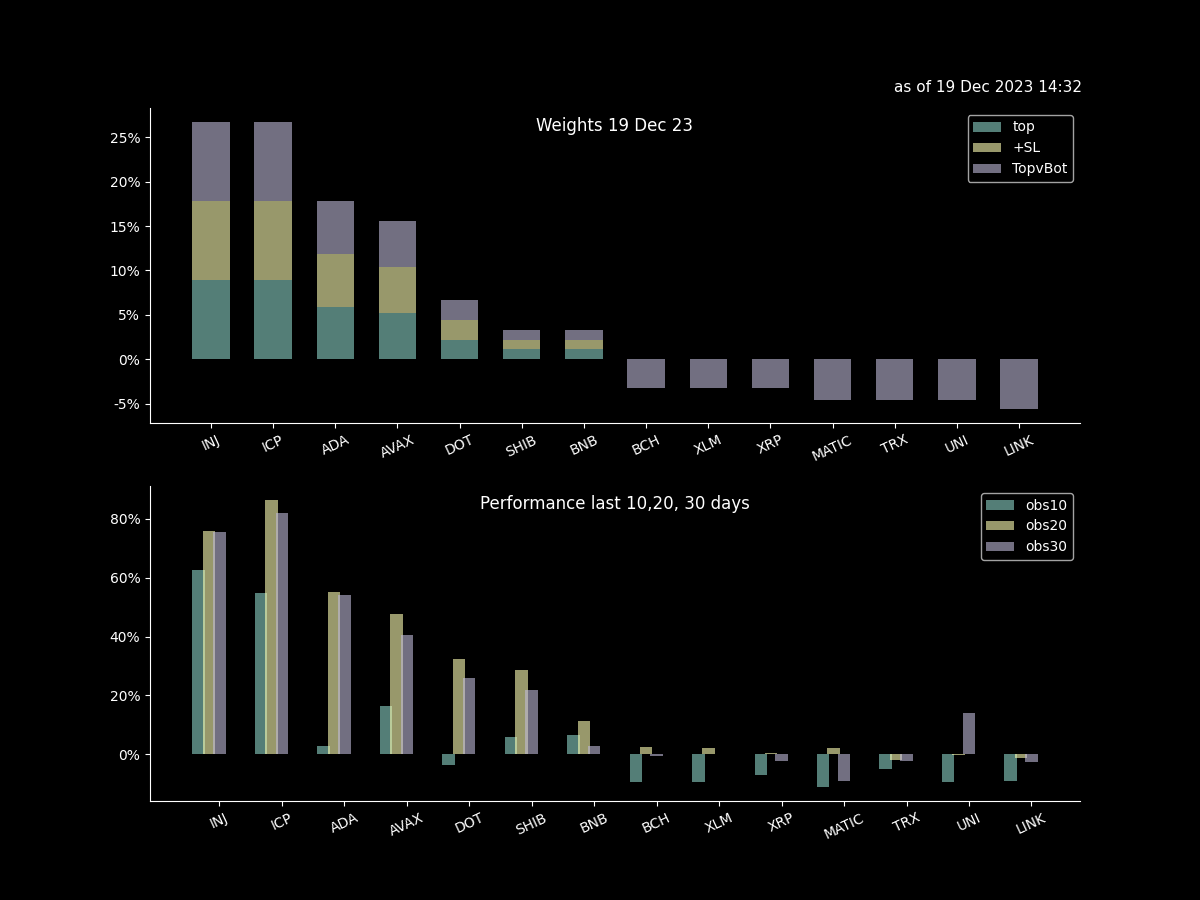 as of 19 Dec 2023 14:32
Weights 19 Dec 23
top
+SL
TopvBot
25%
20%
15%
10%
5%
0%
-5%
INJ ICP ADA AVAX DOT SHIB BNB BCH XLM XRP MATIC TRX UNI LINK
Performance last 10,20, 30 days
obs10
obs20
obs30
80%
60%
40%
20%
0%
INJ ICP ADA AVAX DOT SHIB BNB BCH XLM XRP MATIC TRX UNI LINK